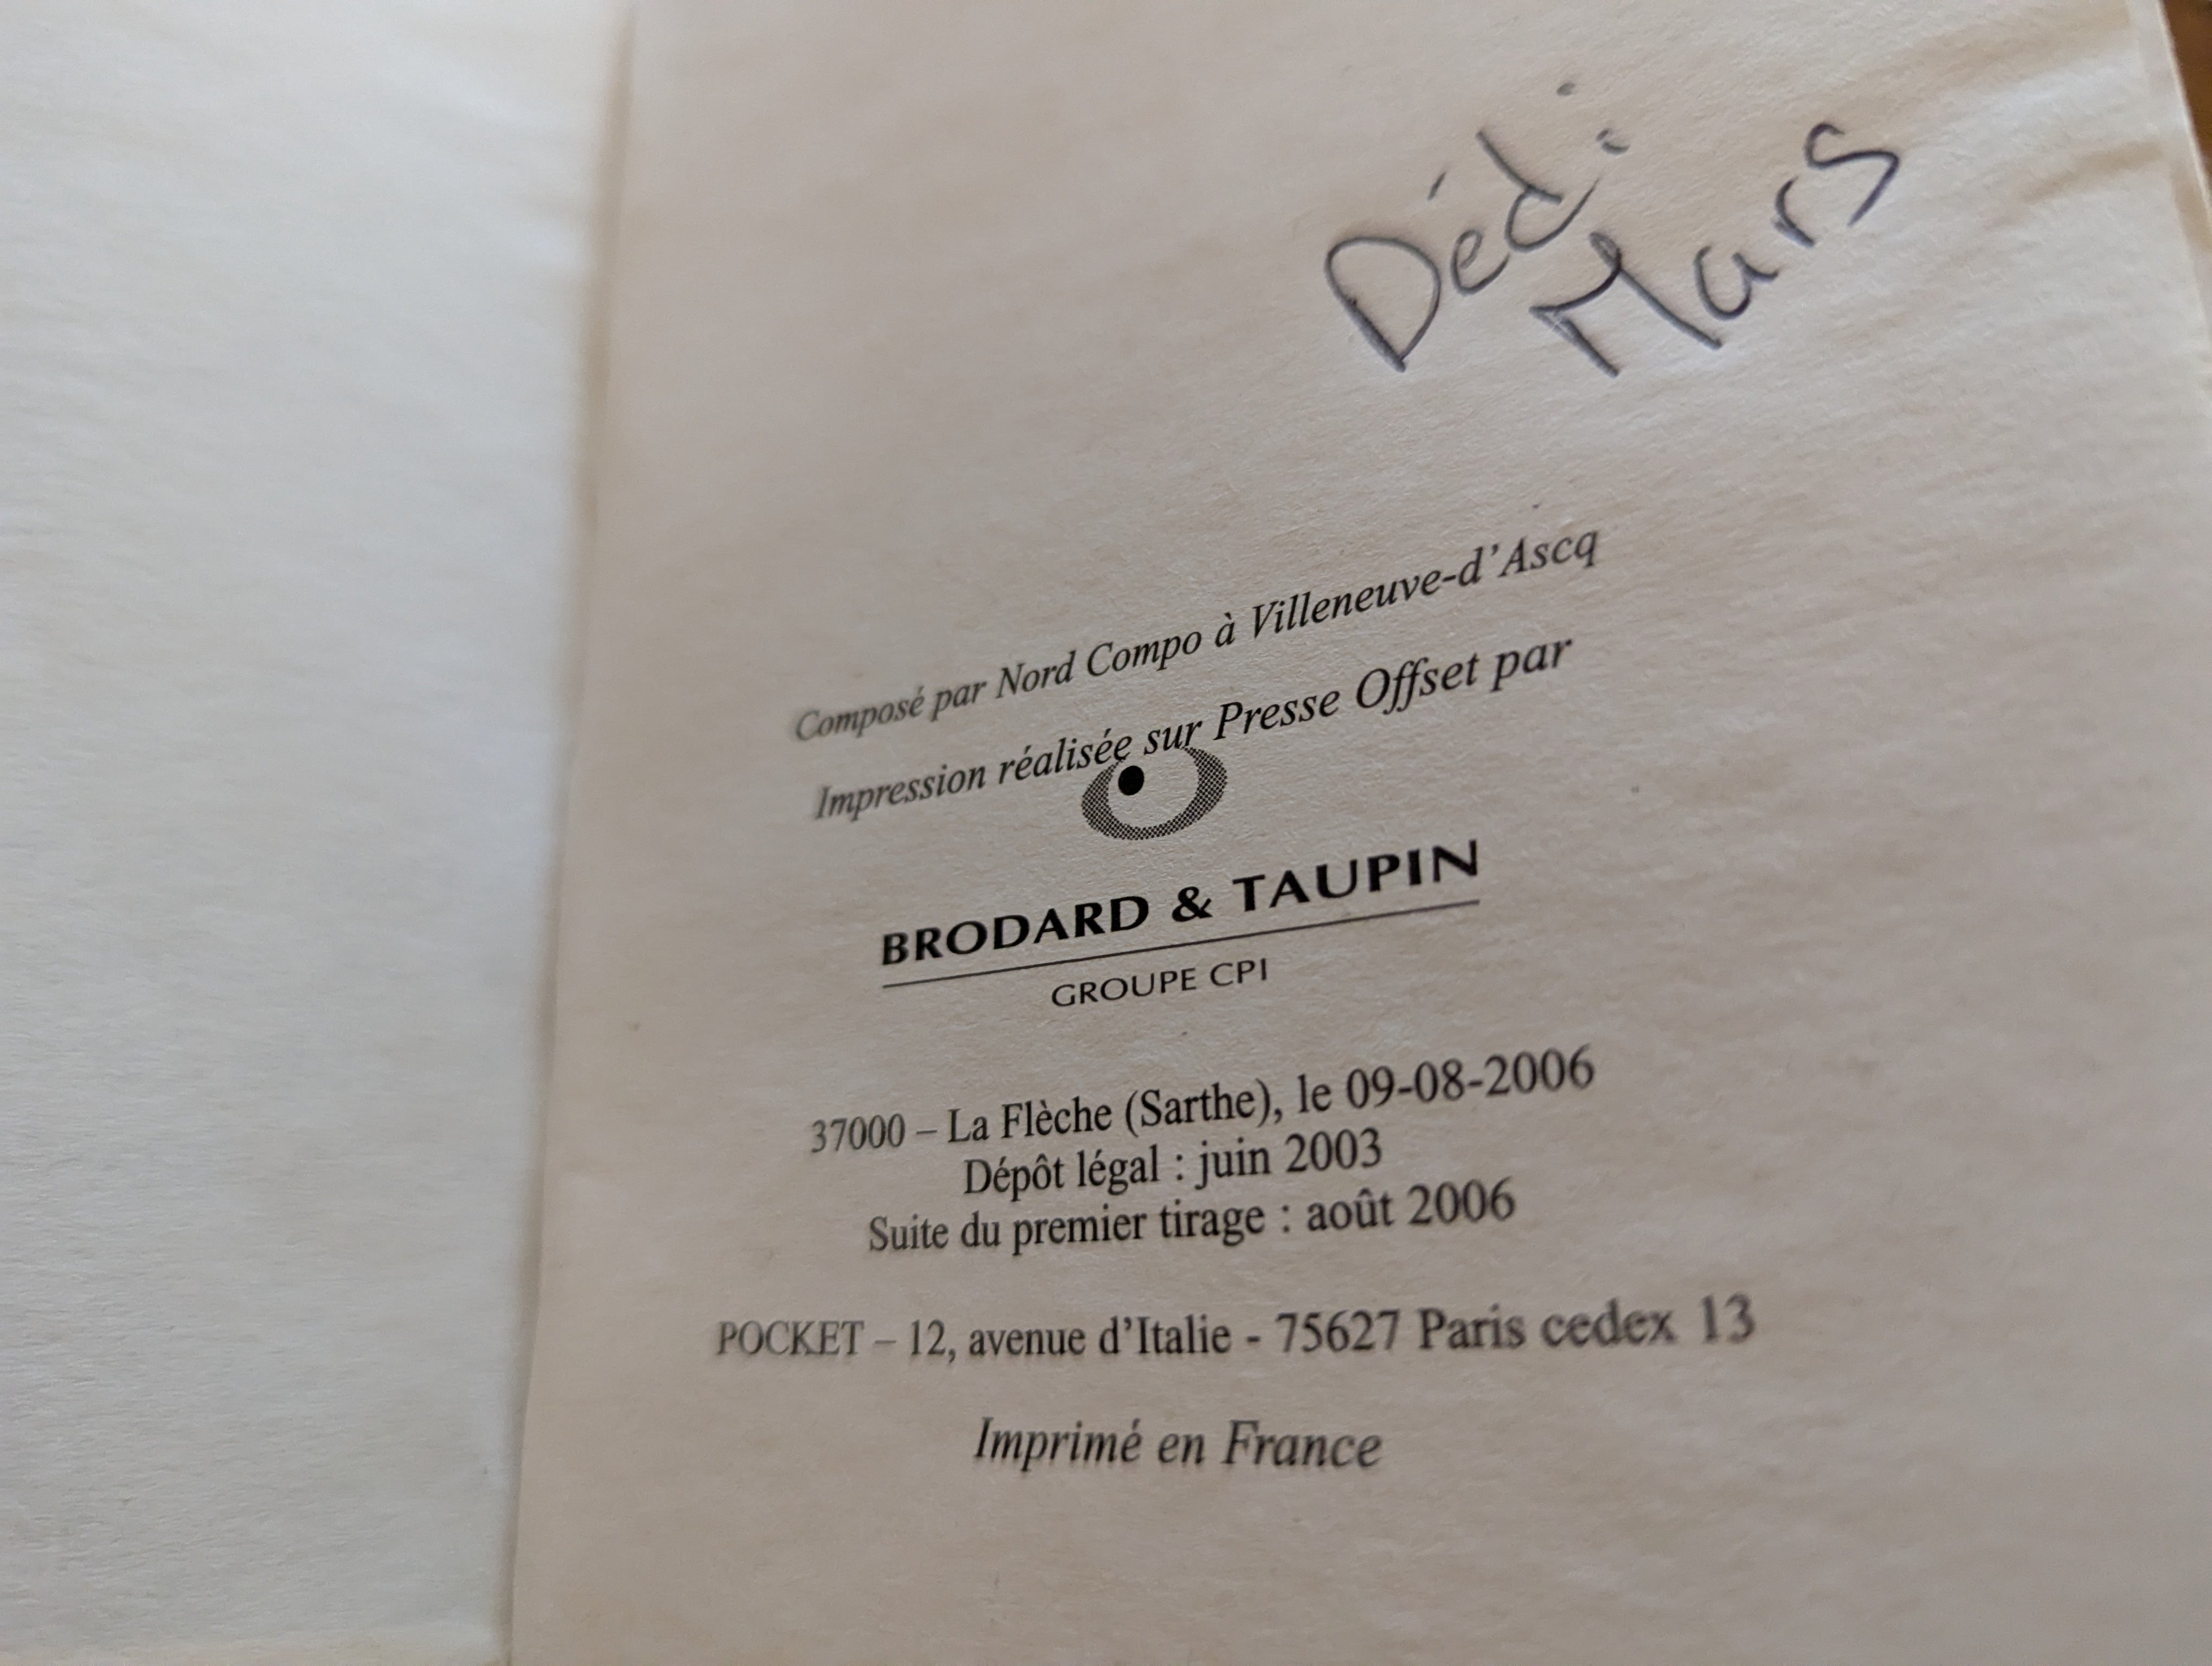 Déd:
Mars
Composé par Nord Compo à Villeneuve-d'Ascq
Impression réalisée sur Presse Offset par
BRODARD & TAUPIN
GROUPE CPI
37000 – La Flèche (Sarthe), le 09-08-2006
Dépôt légal : juin 2003
Suite du premier tirage : août 2006
POCKET – 12, avenue d'Italie - 75627 Paris cedex 13
Imprimé en France